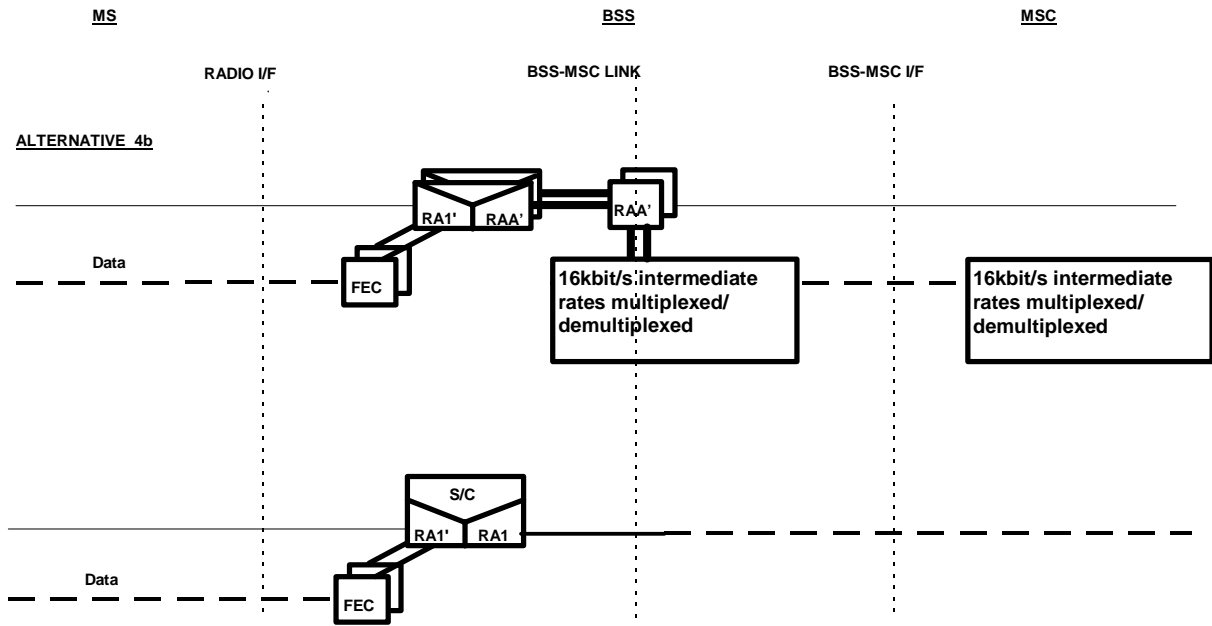 MS
BSS
MSC
RADIO I/F
BSS-MSC LINK
BSS-MSC I/F
ALTERNATIVE 4b
RA1' RAA’
RAA’
Data
FEC
16kbit/s intermediate
rates multiplexed/
demultiplexed
16kbit/s intermediate
rates multiplexed/
demultiplexed
S/C
RA1' RA1
Data
FEC